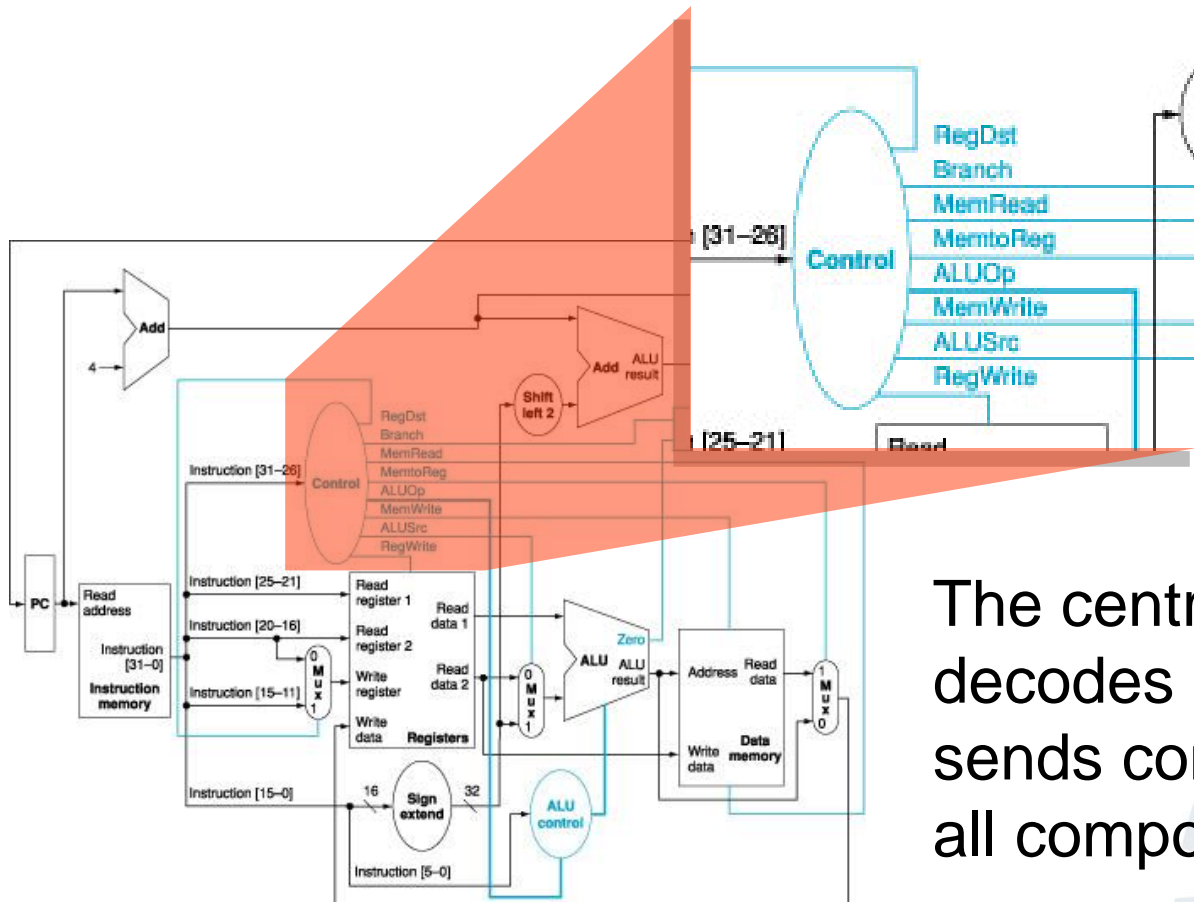 RegDst
Branch
MemRead
MemtoReg
ALUOp
MemWrite
ALUSrc
RegWrite
[31–26]
Control
[25–21]
Read
Add
4
Add ALU
result
Shift
left 2
RegDst
Branch
MemRead
MemtoReg
ALUOp
MemWrite
ALUSrc
RegWrite
Instruction [31–26]
Control
PC
Read
address
Instruction
[31–0]
Instruction
memory
Instruction [25–21]
Instruction [20–16]
Instruction [15–11]
Instruction [15–0]
Instruction [5–0]
0
M
u
x
1
Read
register 1
Read
register 2
Write
register
Write
data
Read
data 1
Read
data 2
Registers
0
M
u
x
1
16
Sign
extend
32
Zero
ALU
ALU
result
ALU
control
Address
Read
data
Write
data
Data
memory
1
M
u
x
0
The centr
decodes
sends co
all compo